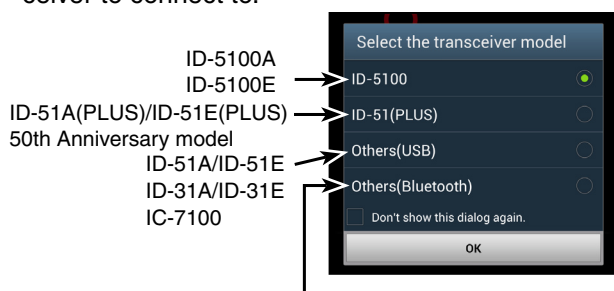 ceiver to connect to.
ID-5100A
ID-5100E
ID-51A(PLUS)/ID-51E(PLUS)
50th Anniversary model
ID-51A/ID-51E
ID-31A/ID-31E
IC-7100
Select the transceiver model
ID-5100
ID-51(PLUS)
Others(USB)
Others(Bluetooth)
Don't show this dialog again.
OK